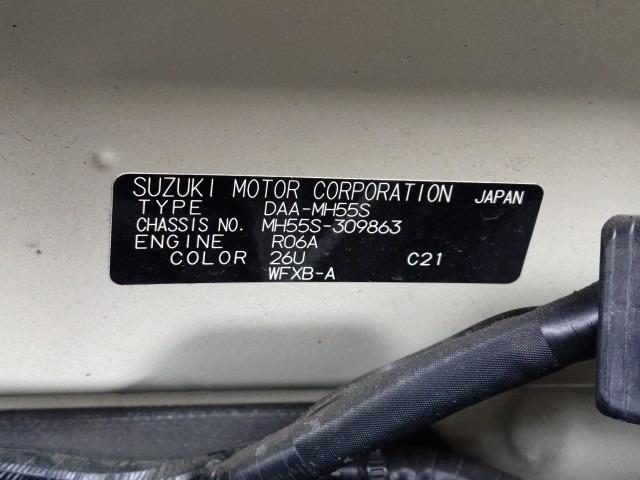 SUZUKI MOTOR CORPORATION JAPAN
TYPE DAA-MH55S
CHASSIS NO. MH55S-309863
ENGINE R06A
COLOR 26U C21
WFXB-A